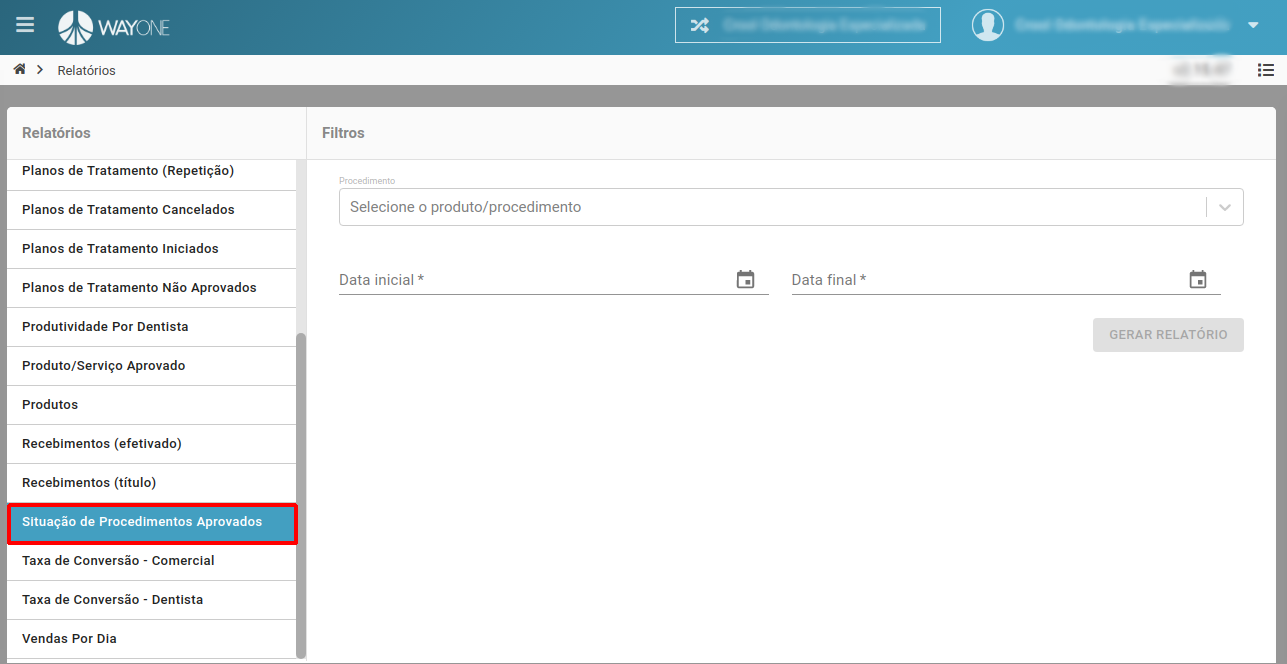 WAYONE
Relatórios
Relatórios
Filtros
Planos de Tratamento (Repetição)
Planos de Tratamento Cancelados
Planos de Tratamento Iniciados
Planos de Tratamento Não Aprovados
Produtividade Por Dentista
Produto/Serviço Aprovado
Produtos
Recebimentos (efetivado)
Recebimentos (título)
Situação de Procedimentos Aprovados
Taxa de Conversão - Comercial
Taxa de Conversão - Dentista
Vendas Por Dia
Procedimento
Selecione o produto/procedimento
Data inicial *
Data final *
GERAR RELATÓRIO